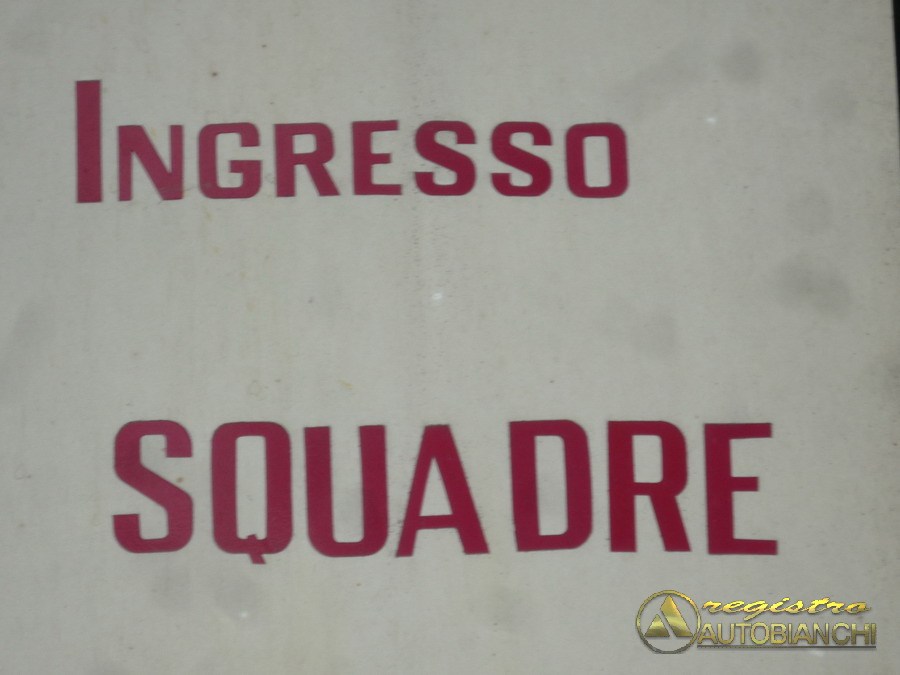 INGRESSO
SQUADRE
registro
AUTOBIANCHI